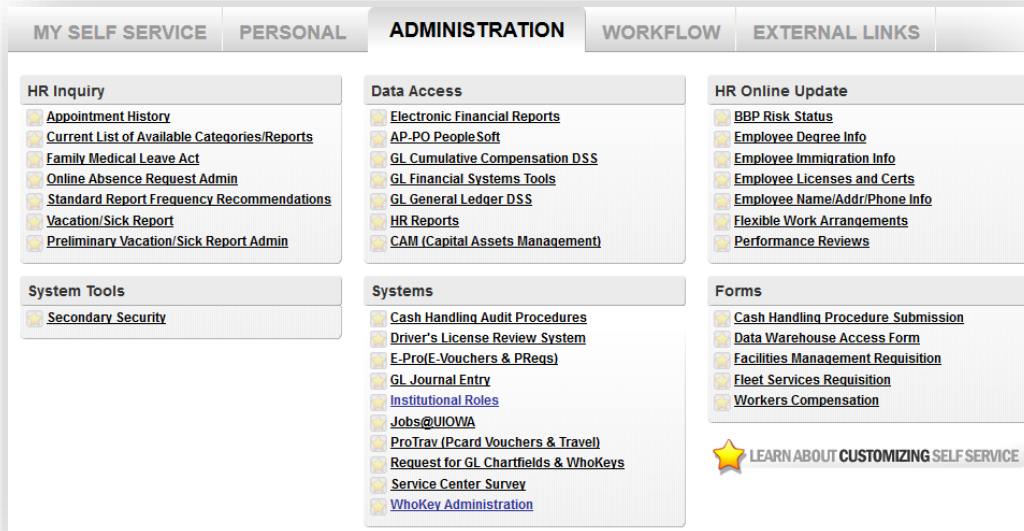 MY SELF SERVICE
PERSONAL
ADMINISTRATION
WORKFLOW
EXTERNAL LINKS
HR Inquiry
Appointment History
Current List of Available Categories/Reports
Family Medical Leave Act
Online Absence Request Admin
Standard Report Frequency Recommendations
Vacation/Sick Report
Preliminary Vacation/Sick Report Admin
Data Access
Electronic Financial Reports
AP-PO PeopleSoft
GL Cumulative Compensation DSS
GL Financial Systems Tools
GL General Ledger DSS
HR Reports
CAM (Capital Assets Management)
HR Online Update
BBP Risk Status
Employee Degree Info
Employee Immigration Info
Employee Licenses and Certs
Employee Name/Addr/Phone Info
Flexible Work Arrangements
Performance Reviews
System Tools
Secondary Security
Systems
Cash Handling Audit Procedures
Driver's License Review System
E-Pro(E-Vouchers & PReqs)
GL Journal Entry
Institutional Roles
Jobs@UIOWA
ProTrav (Pcard Vouchers & Travel)
Request for GL Chartfields & WhoKeys
Service Center Survey
WhoKey Administration
Forms
Cash Handling Procedure Submission
Data Warehouse Access Form
Facilities Management Requisition
Fleet Services Requisition
Workers Compensation
LEARN ABOUT CUSTOMIZING SELF SERVICE